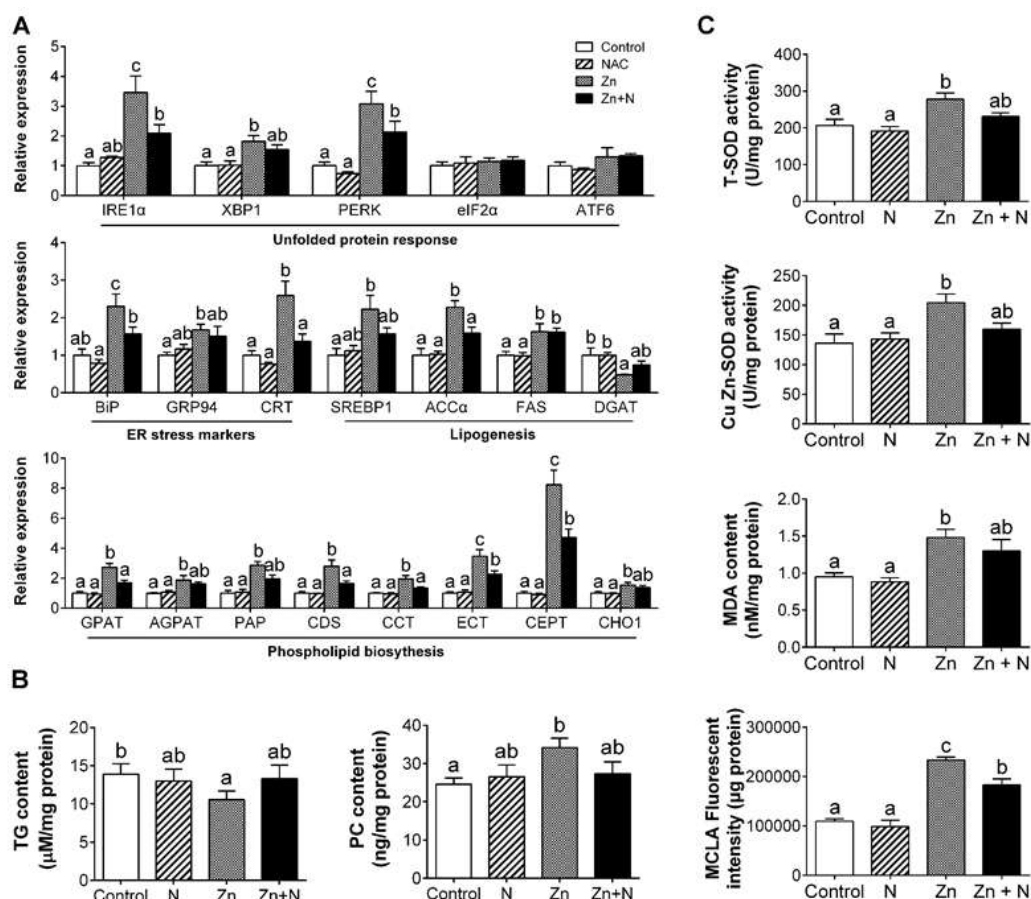 A
Relative expression
5
4
3
2
1
0
Control
NAC
Zn
Zn+N
a ab c b
a a b ab
a a c b
IRE1α XBP1 PERK eIF2α ATF6
Unfolded protein response
Relative expression
4
3
2
1
0
ab a c b
a ab b ab
a a b a
a ab b ab
a a b a
a a b b
b b a ab
BiP GRP94 CRT SREBP1 ACCα FAS DGAT
ER stress markers Lipogenesis
Relative expression
10
8
6
4
2
0
a a b a
a a b ab
a a b ab
a a b a
a a b a
a a c b
a a c b
a a b ab
GPAT AGPAT PAP CDS CCT ECT CEPT CHO1
Phospholipid biosythesis
B
TG content
(μM/mg protein)
20
15
10
5
0
b ab a ab
Control N Zn Zn+N
PC content
(ng/mg protein)
40
30
20
10
0
a ab b ab
Control N Zn Zn+N
C
T-SOD activity
(U/mg protein)
400
300
200
100
0
a a b ab
Control N Zn Zn + N
Cu Zn-SOD activity
(U/mg protein)
250
200
150
100
50
0
a a b ab
Control N Zn Zn + N
MDA content
(nM/mg protein)
2.0
1.5
1.0
0.5
0.0
a a b ab
Control N Zn Zn + N
MCLA Fluorescent
intensity (μg protein)
300000
200000
100000
0
a a c b
Control N Zn Zn + N